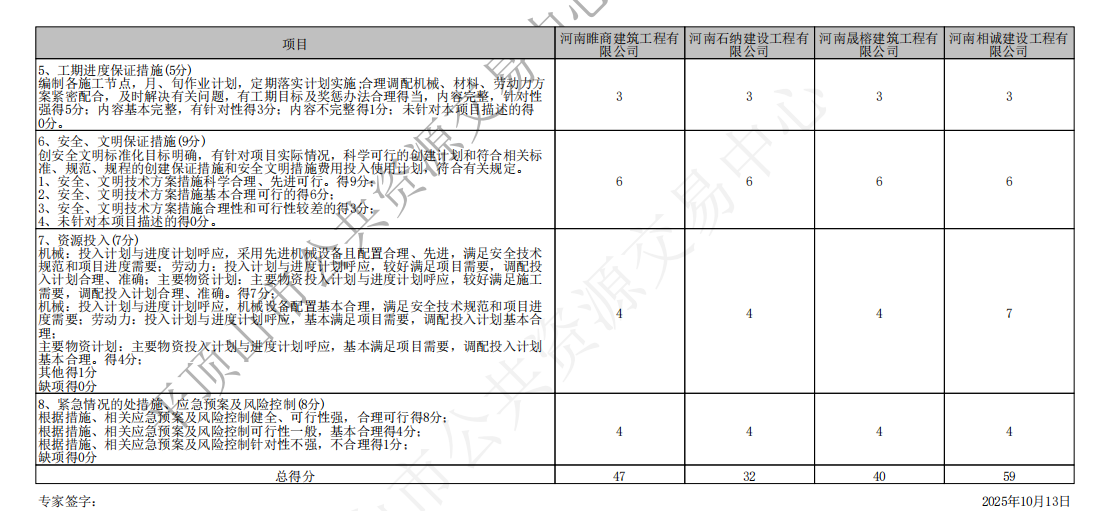 项目
河南睢商建筑工程有限公司
河南石纳建设工程有限公司
河南晟榕建筑工程有限公司
河南相诚建设工程有限公司
5、工期进度保证措施(5分)
编制各施工节点，月、旬作业计划，定期落实计划实施;合理调配机械、材料、劳动力方
案紧密配合，及时解决有关问题，有工期目标及奖惩办法合理得当，内容完整，针对性
强得5分；内容基本完整，有针对性得3分；内容不完整得1分；未针对本项目描述的得
0分。
3
3
3
3
6、安全、文明保证措施(9分)
创安全文明标准化目标明确，有针对项目实际情况，科学可行的创建计划和符合相关标
准、规范、规程的创建保证措施和安全文明措施费用投入使用计划，符合有关规定。
1、安全、文明技术方案措施科学合理、先进可行。得9分；
2、安全、文明技术方案措施基本合理可行的得6分；
3、安全、文明技术方案措施合理性和可行性较差的得3分；
4、未针对本项目描述的得0分。
6
6
6
6
7、资源投入(7分)
机械：投入计划与进度计划呼应，采用先进机械设备且配置合理、先进，满足安全技术
规范和项目进度需要；劳动力：投入计划与进度计划呼应，较好满足项目需要，调配投
入计划合理、准确；主要物资计划：主要物资投入计划与进度计划呼应，较好满足施工
需要，调配投入计划合理、准确。得7分；
机械：投入计划与进度计划呼应，机械设备配置基本合理，满足安全技术规范和项目进
度需要；劳动力：投入计划与进度计划呼应，基本满足项目需要，调配投入计划基本合
理；
主要物资计划：主要物资投入计划与进度计划呼应，基本满足项目需要，调配投入计划
基本合理。得4分；
其他得1分
缺项得0分
4
4
4
7
8、紧急情况的处措施、应急预案及风险控制(8分)
根据措施、相关应急预案及风险控制健全、可行性强，合理可行得8分；
根据措施、相关应急预案及风险控制可行性一般，基本合理得4分；
根据措施、相关应急预案及风险控制针对性不强，不合理得1分；
缺项得0分
4
4
4
4
总得分
47
32
40
59
专家签字：
2025年10月13日
平顶山市公共资源交易中心
山市公共资源交易中心